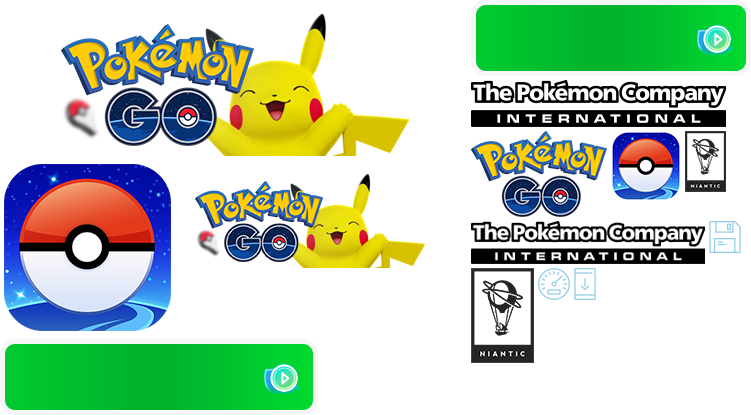 POKéMON
GO
POKéMON
GO
The Pokémon Company
INTERNATIONAL
POKéMON
GO
NIANTIC
The Pokémon Company
INTERNATIONAL
NIANTIC